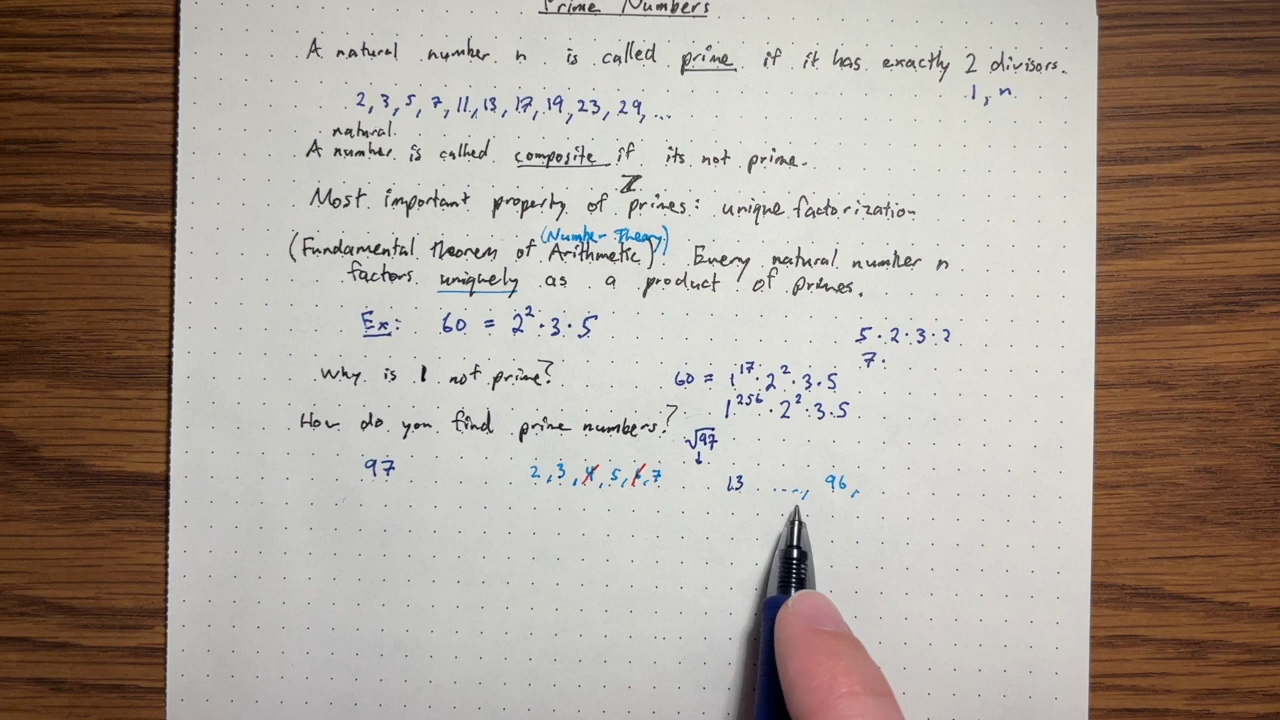 Prime Numbers
A natural number n is called prime if it has exactly 2 divisors.
1, n
2, 3, 5, 7, 11, 13, 17, 19, 23, 29, ...
natural
A number is called composite if its not prime.
ℤ
Most important property of primes: unique factorization
(Number Theory)
(Fundamental theorem of Arithmetic) Every natural number n
factors uniquely as a product of primes.
Ex: 60 = 2² · 3 · 5
5 · 2 · 3 · 2
7 ·
Why is 1 not prime?
60 = 1¹⁷ · 2² · 3 · 5
1²⁵⁶ · 2² · 3 · 5
How do you find prime numbers?
√97
↓
97 2, 3, 4, 5, 6, 7 13 ...., 96,